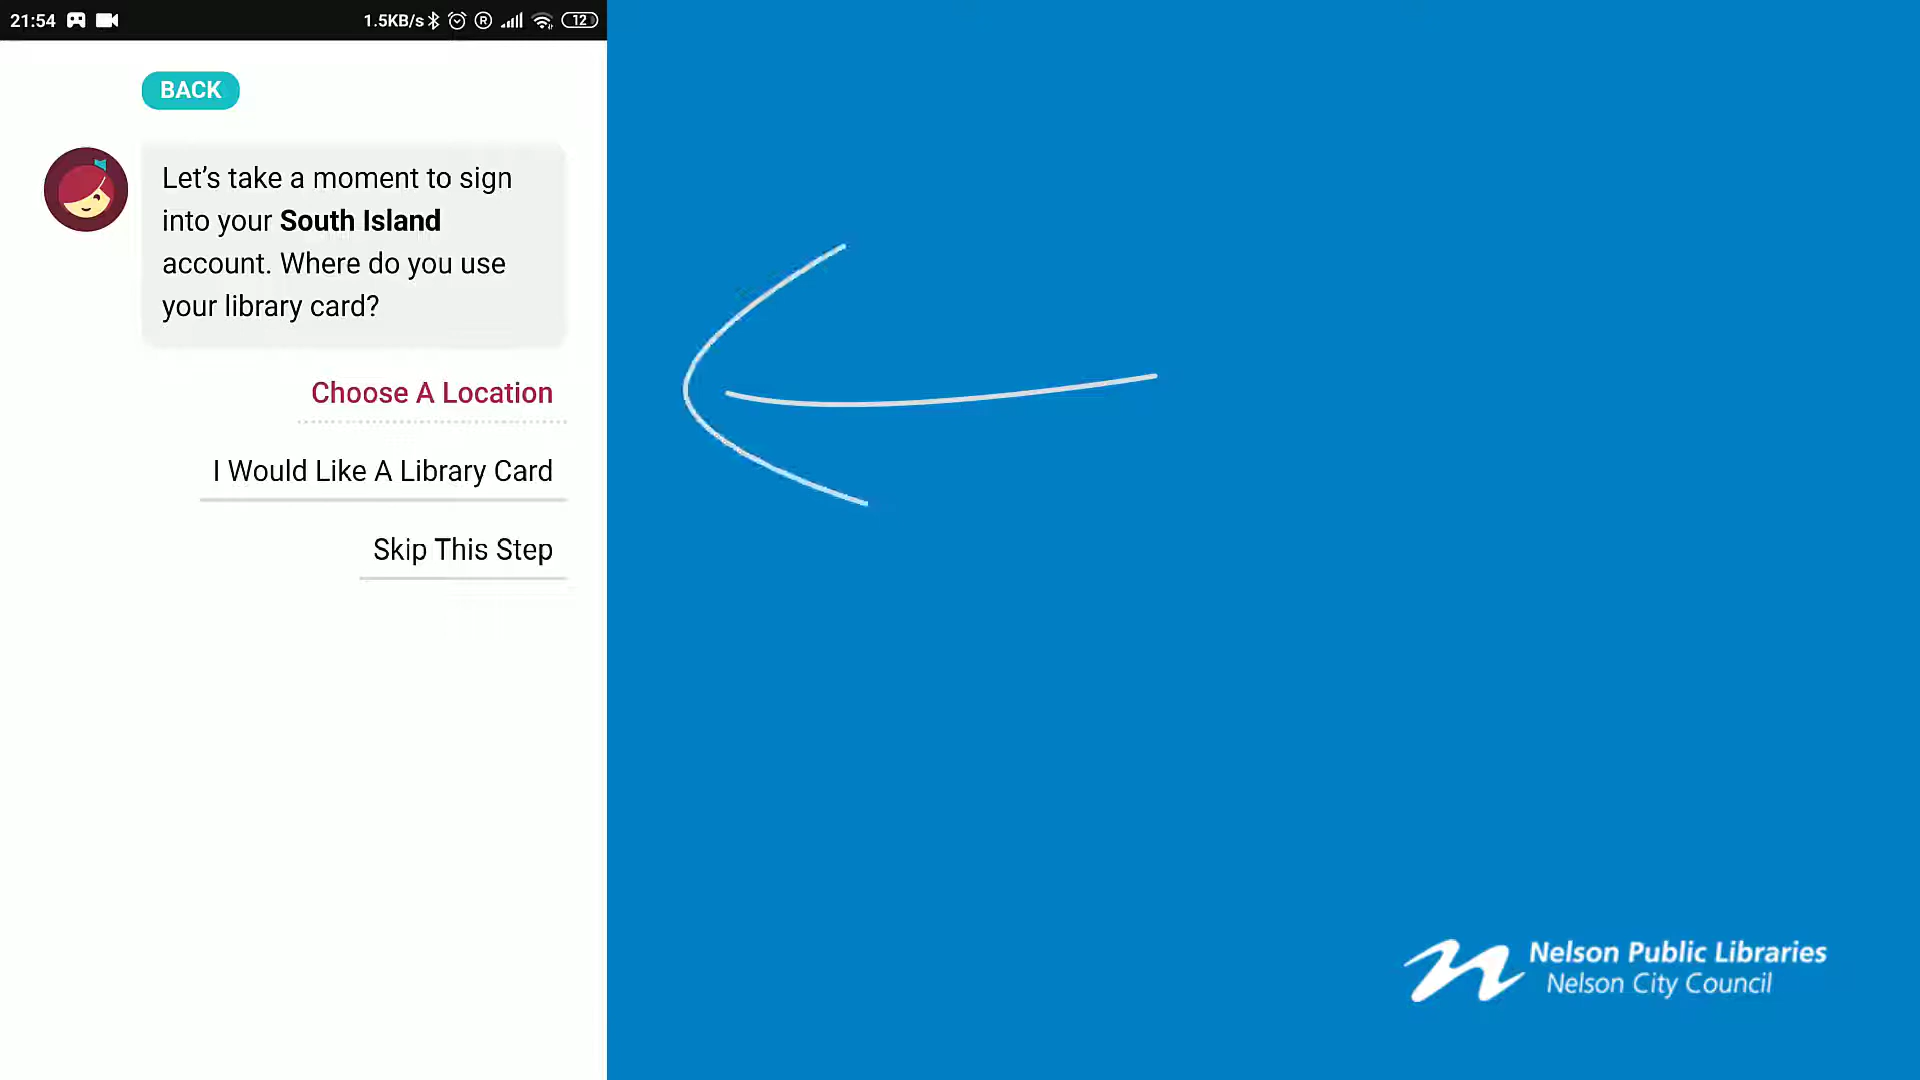 21:54 1.5KB/s R 12
BACK
Let's take a moment to sign
into your South Island
account. Where do you use
your library card?
Choose A Location
I Would Like A Library Card
Skip This Step
Nelson Public Libraries
Nelson City Council